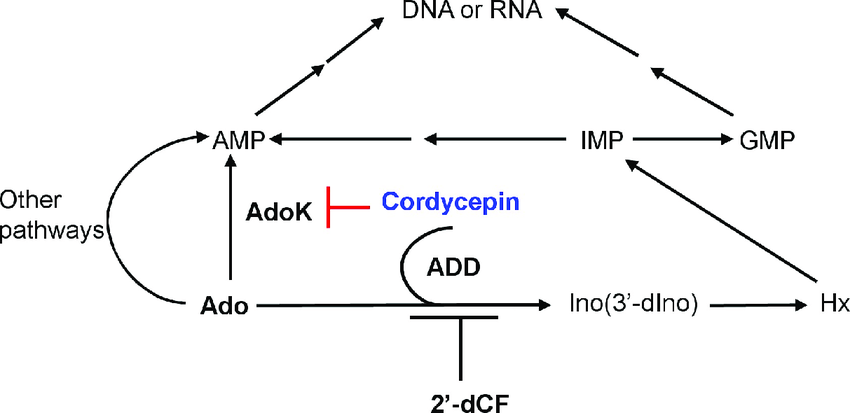 DNA or RNA
AMP
IMP
GMP
Other
pathways
AdoK
Cordycepin
ADD
Ado
Ino(3'-dIno)
Hx
2'-dCF